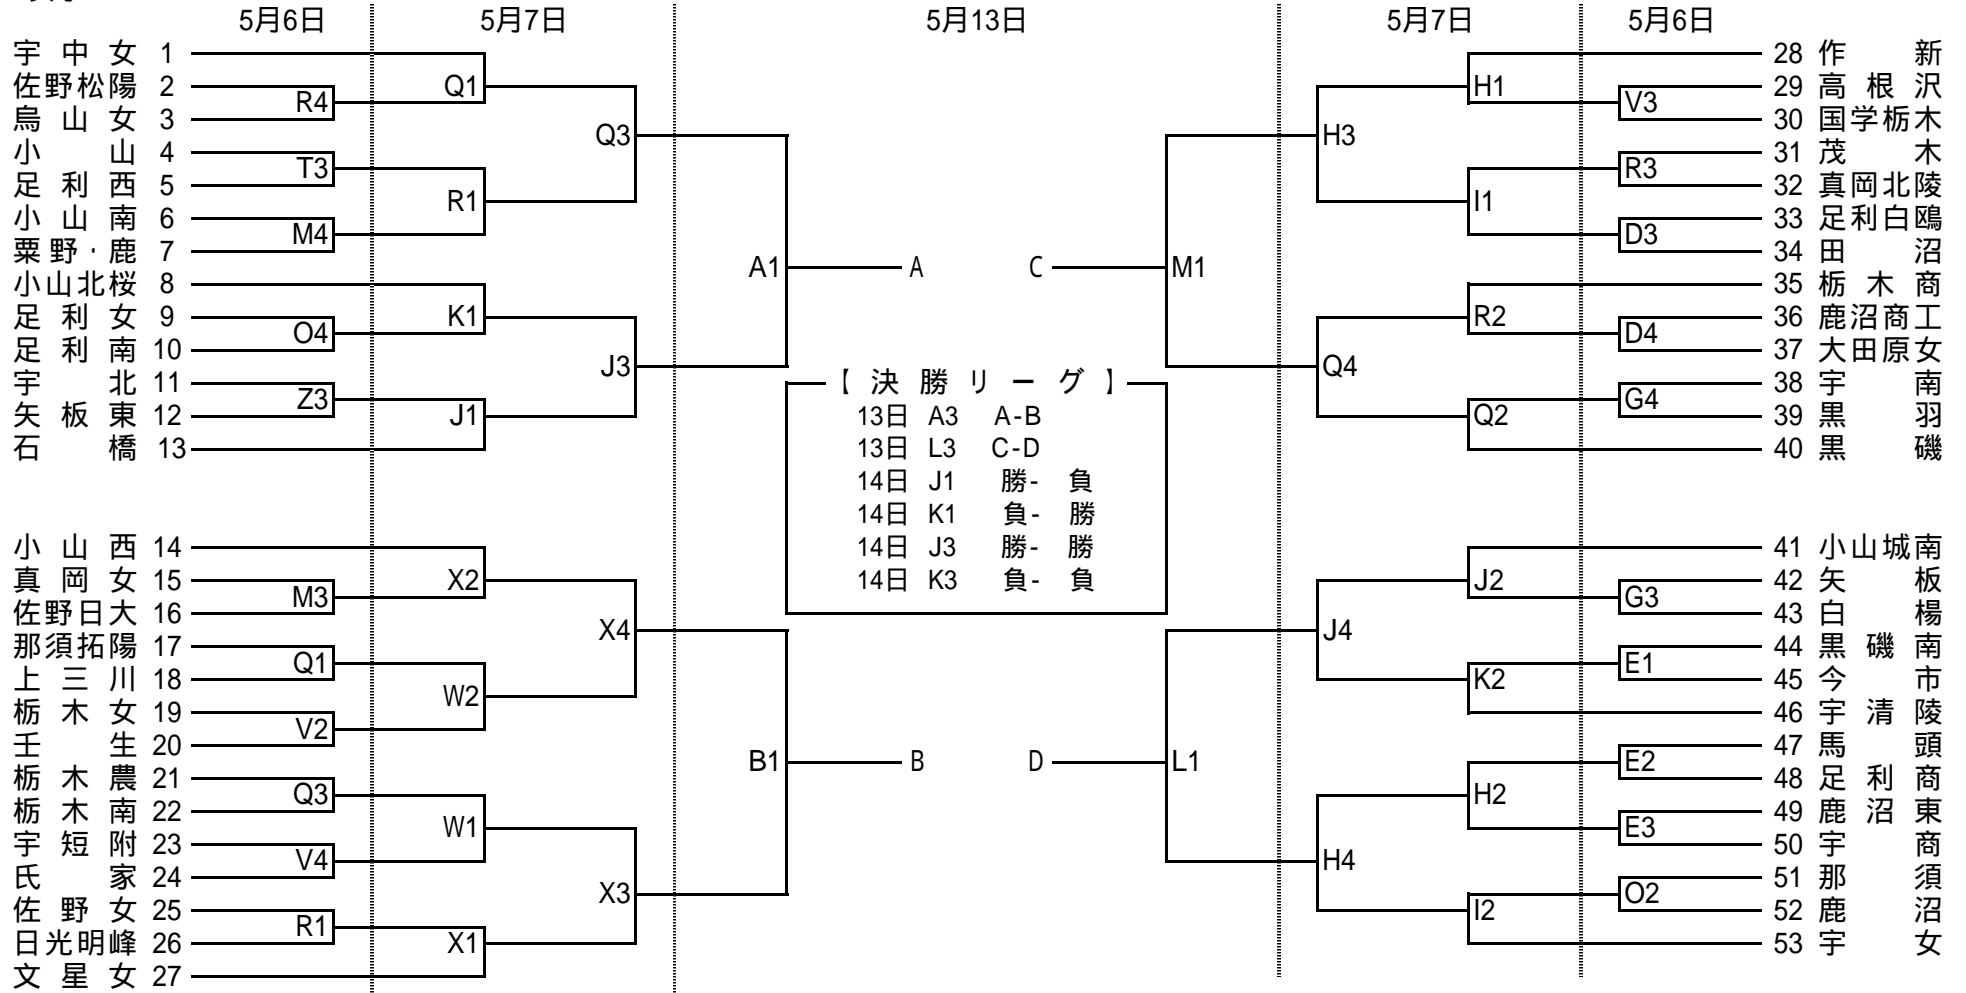 5月6日 5月7日 5月13日 5月7日 5月6日
宇中女 1
佐野松陽 2
烏山女 3
小山 4
足利西 5
小山南 6
粟野・鹿 7
小山北桜 8
足利女 9
足利南 10
宇北 11
矢板東 12
石橋 13
小山西 14
真岡女 15
佐野日大 16
那須拓陽 17
上三川 18
栃木女 19
壬生 20
栃木農 21
栃木南 22
宇短附 23
氏家 24
佐野女 25
日光明峰 26
文星女 27
R4
T3
M4
O4
Z3
M3
Q1
V2
Q3
V4
R1
Q1
R1
K1
J1
X2
W2
W1
X1
Q3
J3
X4
X3
A1
B1
A
B
C
D
【決勝リーグ】
13日 A3 A-B
13日 L3 C-D
14日 J1 勝- 負
14日 K1 負- 勝
14日 J3 勝- 勝
14日 K3 負- 負
M1
L1
H3
Q4
J4
H4
H1
I1
R2
Q2
J2
K2
H2
I2
V3
R3
D3
D4
G4
G3
E1
E2
E3
O2
28 作新
29 高根沢
30 国学栃木
31 茂木
32 真岡北陵
33 足利白鴎
34 田沼
35 栃木商
36 鹿沼商工
37 大田原女
38 宇南
39 黒羽
40 黒磯
41 小山城南
42 矢板
43 白楊
44 黒磯南
45 今市
46 宇清陵
47 馬頭
48 足利商
49 鹿沼東
50 宇商
51 那須
52 鹿沼
53 宇女